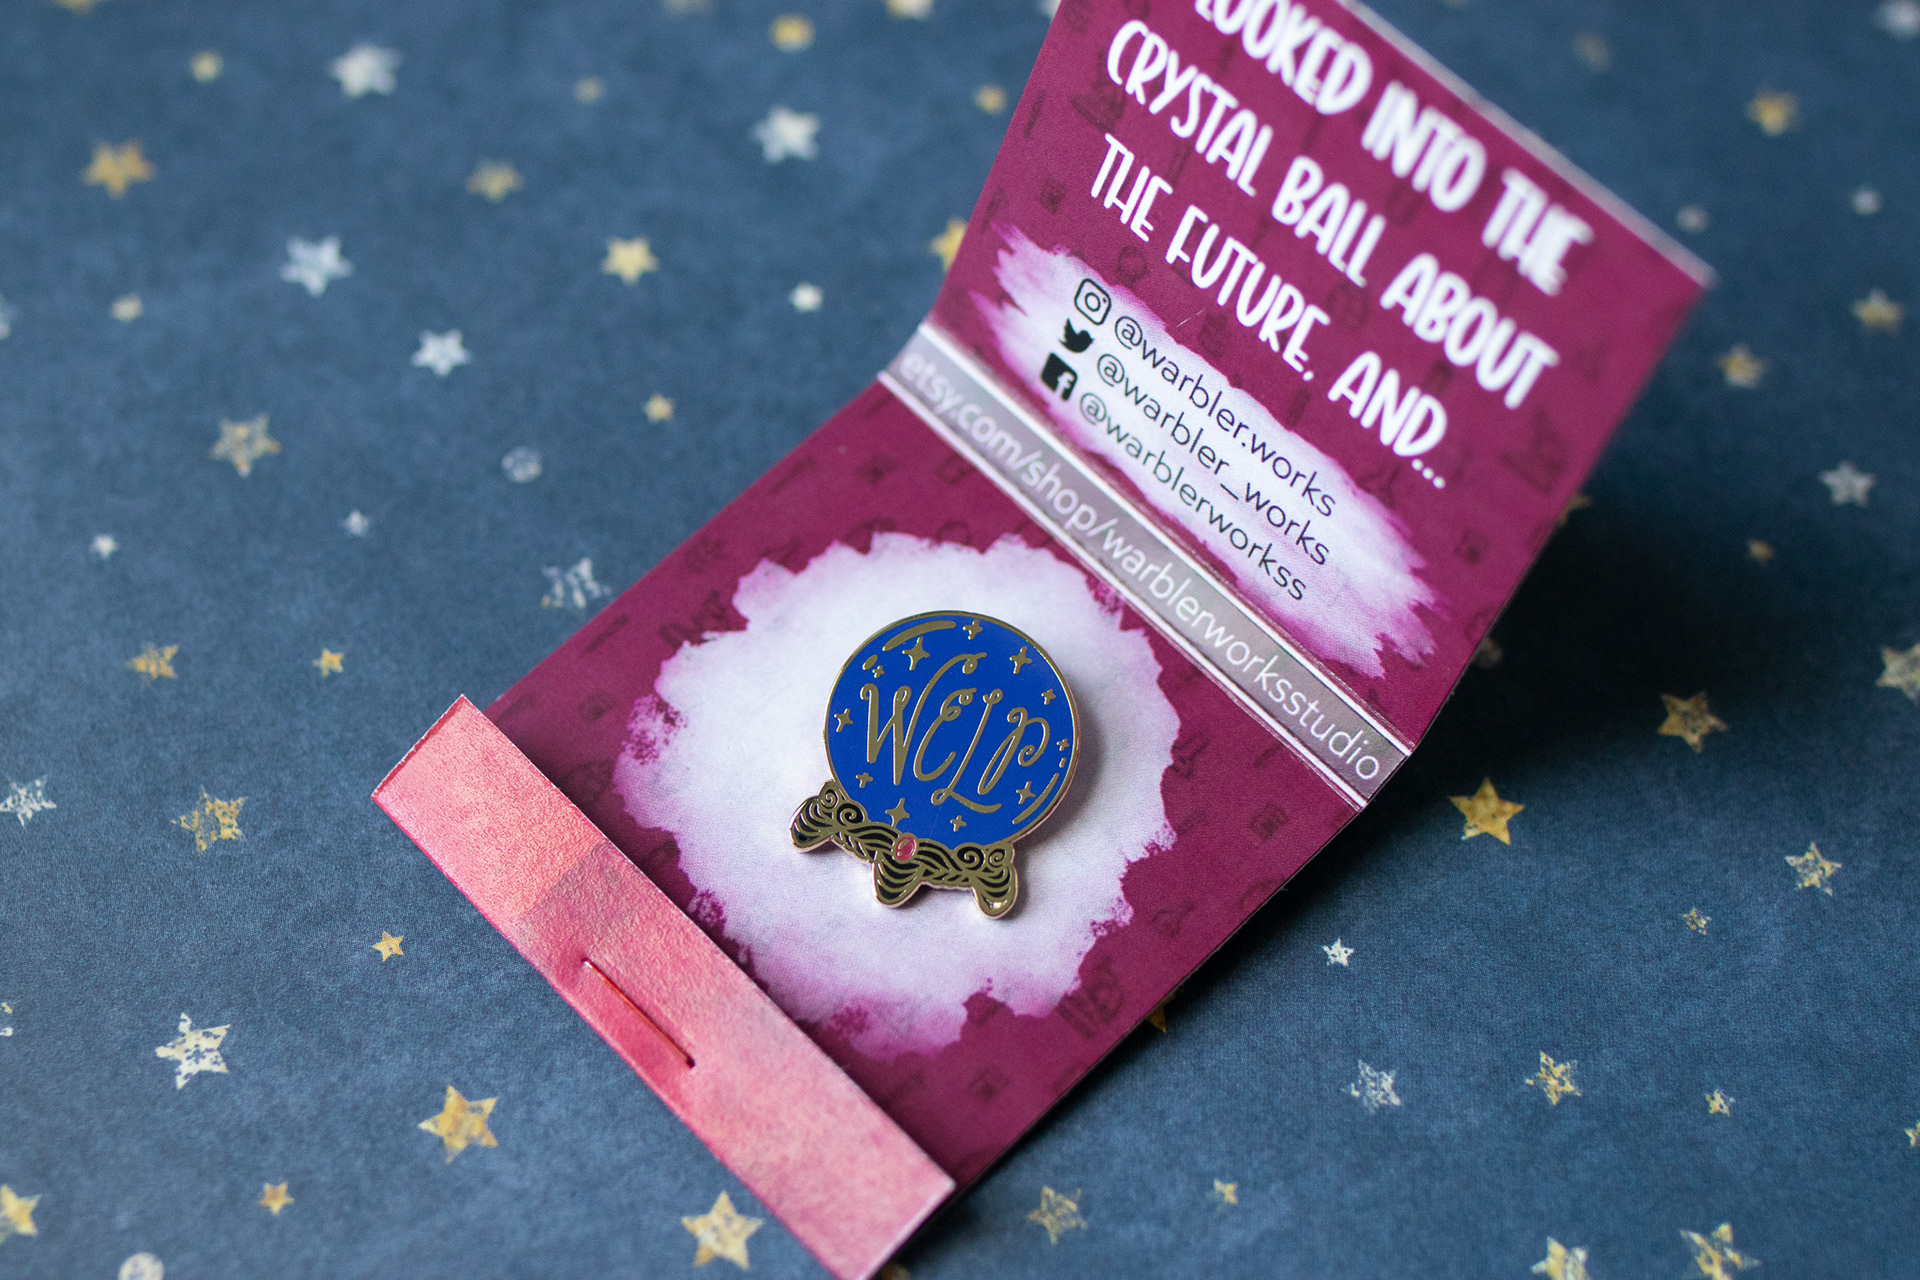 LOOKED INTO THE
CRYSTAL BALL ABOUT
THE FUTURE, AND...
@warbler.works
@warbler_works
@warblerworkss
etsy.com/shop/warblerworksstudio
WELP